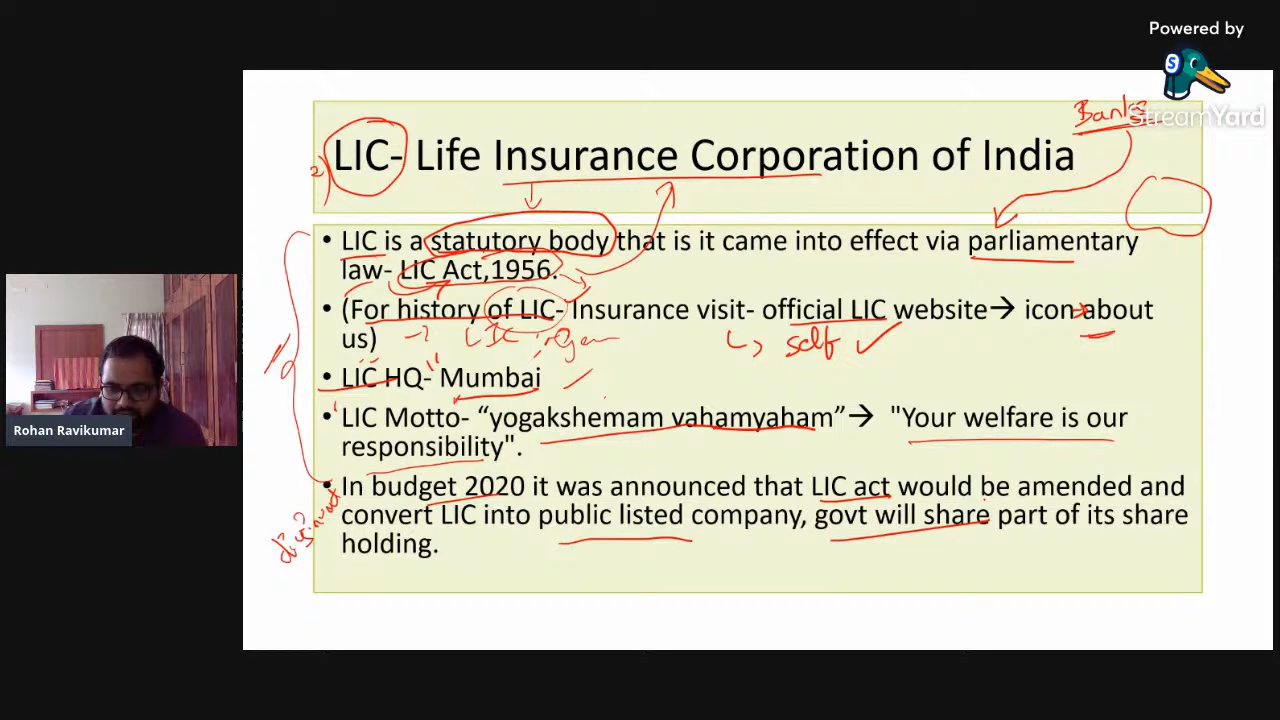 Powered by
StreamYard
Banks
2) LIC- Life Insurance Corporation of India
• LIC is a statutory body that is it came into effect via parliamentary
law- LIC Act,1956.
• (For history of LIC- Insurance visit- official LIC website→ icon→about
us)
LIC
self ✓
• LIC HQ- Mumbai
• LIC Motto- “yogakshemam vahamyaham”→ "Your welfare is our
responsibility".
• In budget 2020 it was announced that LIC act would be amended and
convert LIC into public listed company, govt will share part of its share
holding.
disinvest
Rohan Ravikumar